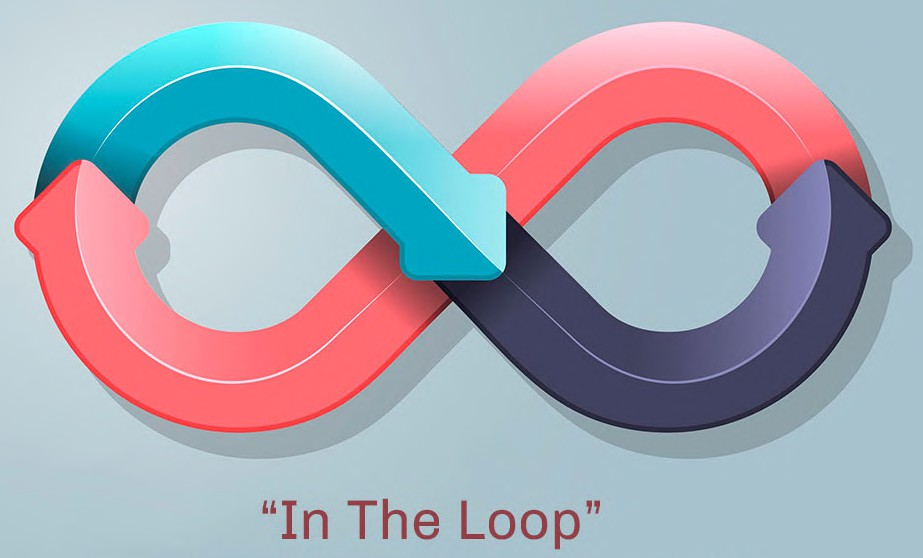 “In The Loop”